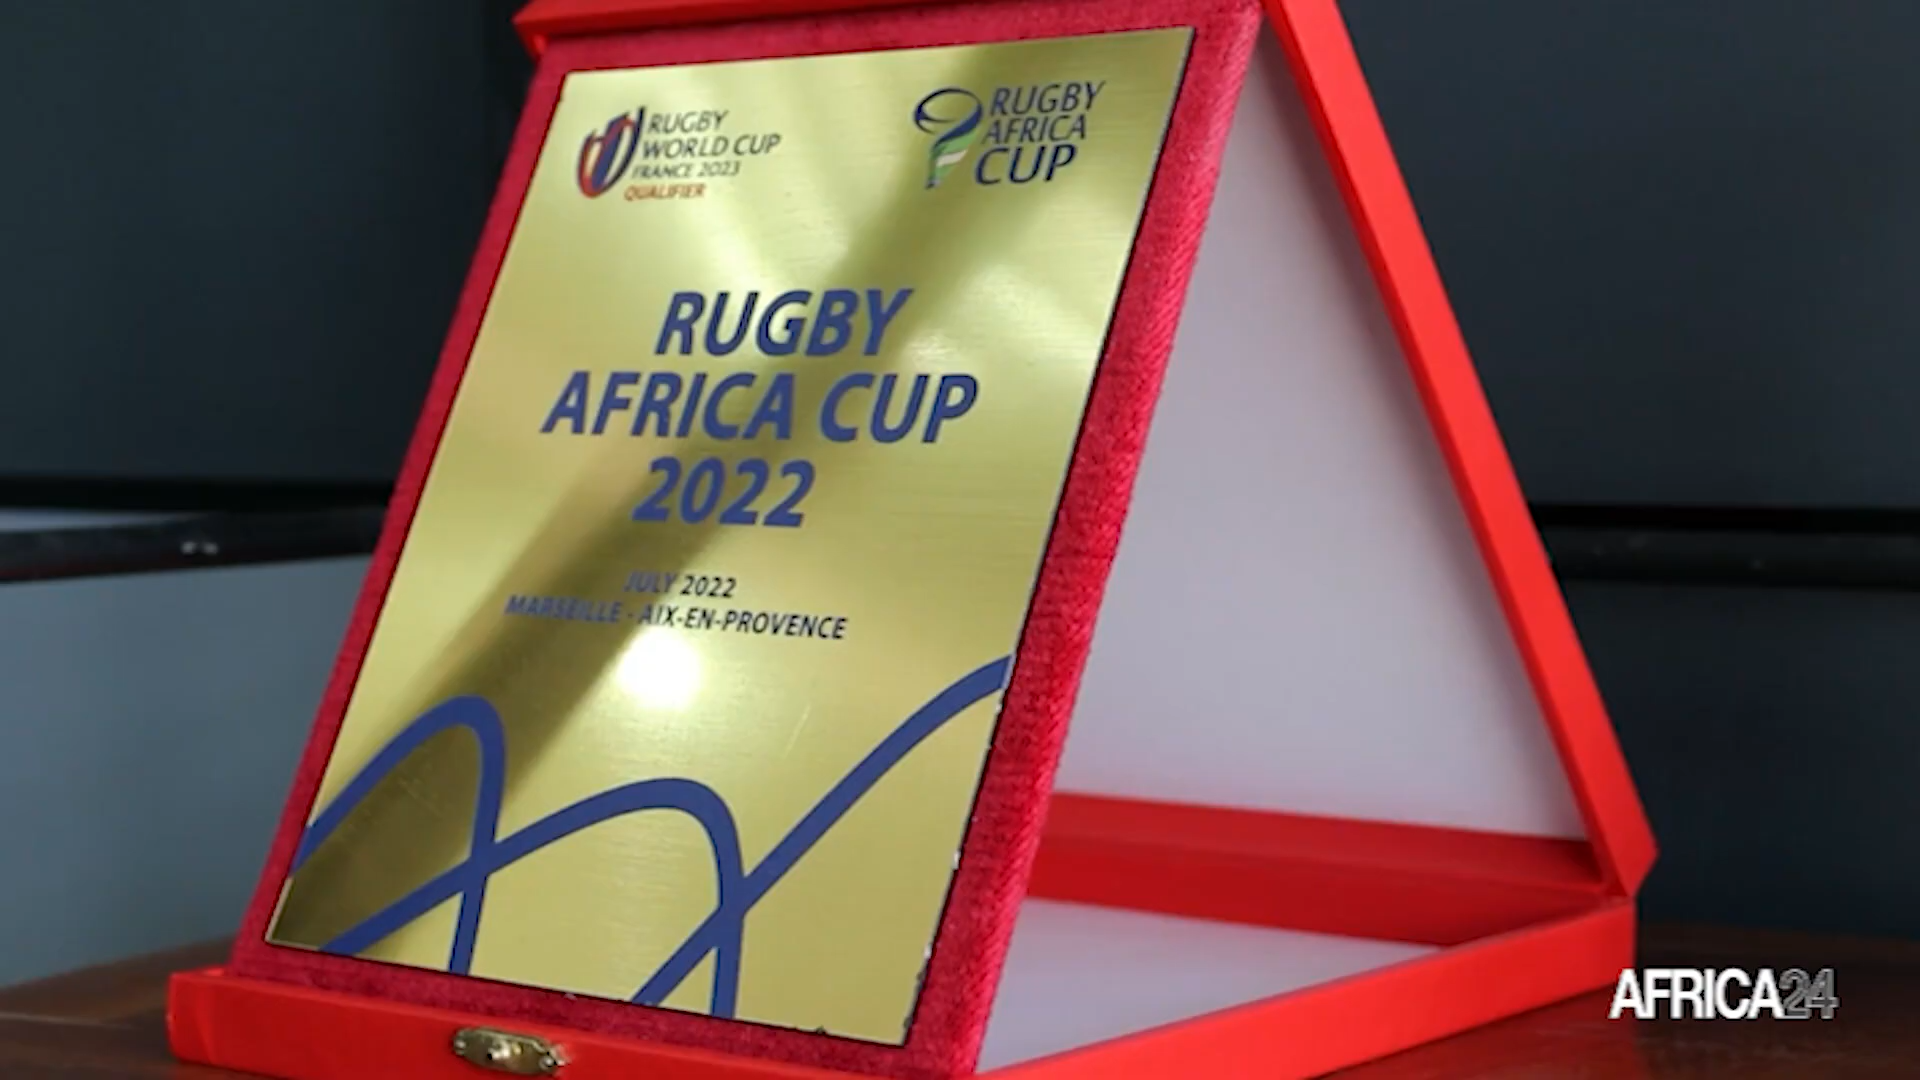 RUGBY
WORLD CUP
FRANCE 2023
QUALIFIER
RUGBY
AFRICA
CUP
RUGBY
AFRICA CUP
2022
JULY 2022
MARSEILLE - AIX-EN-PROVENCE
AFRICA24